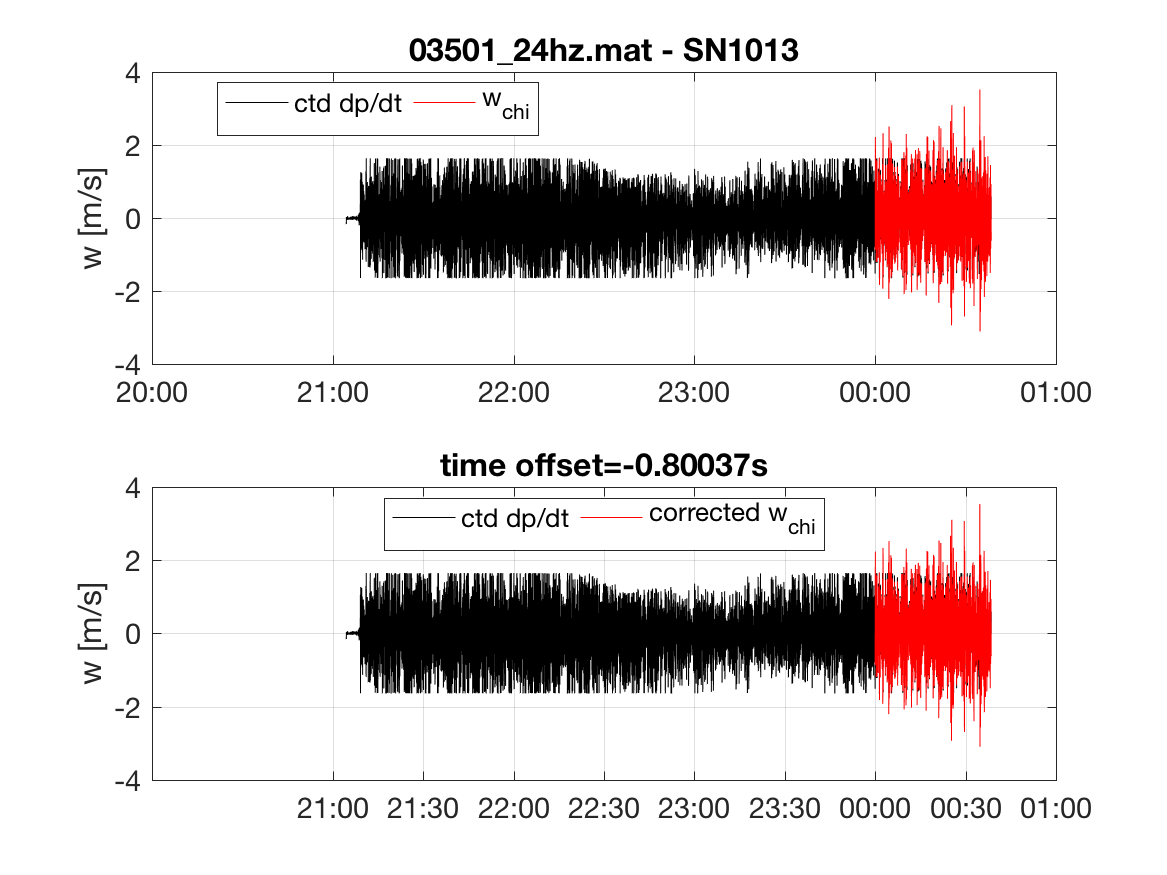 03501_24hz.mat - SN1013
4
ctd dp/dt w_chi
2
0
-2
-4
w [m/s]
20:00 21:00 22:00 23:00 00:00 01:00
time offset=-0.80037s
4
ctd dp/dt corrected w_chi
2
0
-2
-4
w [m/s]
21:00 21:30 22:00 22:30 23:00 23:30 00:00 00:30 01:00